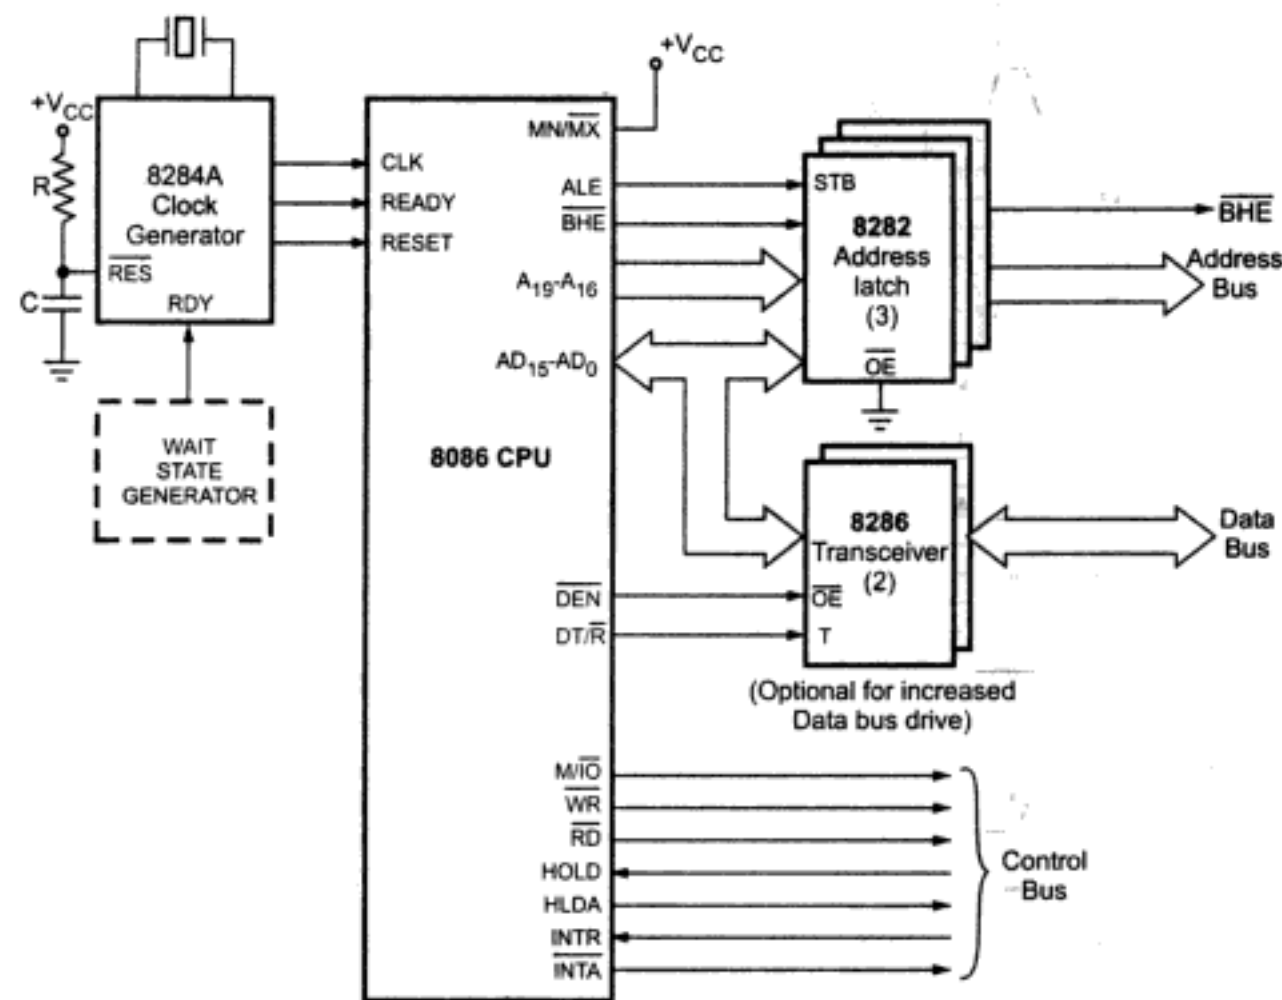 +VCC
R
C
8284A
Clock
Generator
RES
RDY
WAIT
STATE
GENERATOR
CLK
READY
RESET
8086 CPU
+VCC
MN/MX
ALE
BHE
A19-A16
AD15-AD0
DEN
DT/R
M/IO
WR
RD
HOLD
HLDA
INTR
INTA
STB
8282
Address
latch
(3)
OE
8286
Transceiver
(2)
OE
T
(Optional for increased
Data bus drive)
BHE
Address
Bus
Data
Bus
Control
Bus